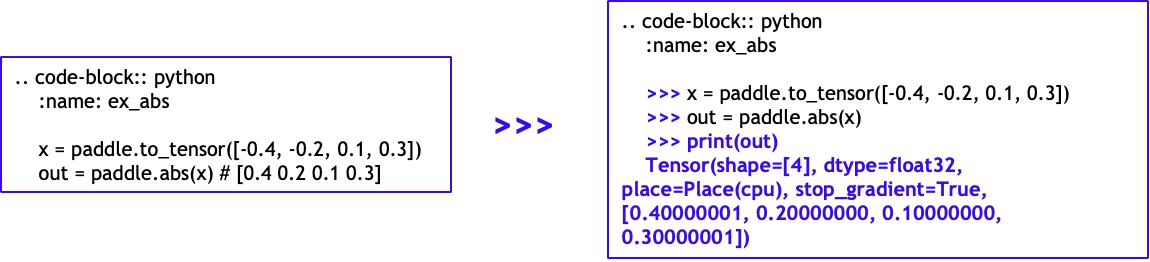 .. code-block:: python
:name: ex_abs
x = paddle.to_tensor([-0.4, -0.2, 0.1, 0.3])
out = paddle.abs(x) # [0.4 0.2 0.1 0.3]
>>>
.. code-block:: python
:name: ex_abs
>>> x = paddle.to_tensor([-0.4, -0.2, 0.1, 0.3])
>>> out = paddle.abs(x)
>>> print(out)
Tensor(shape=[4], dtype=float32,
place=Place(cpu), stop_gradient=True,
[0.40000001, 0.20000000, 0.10000000,
0.30000001])